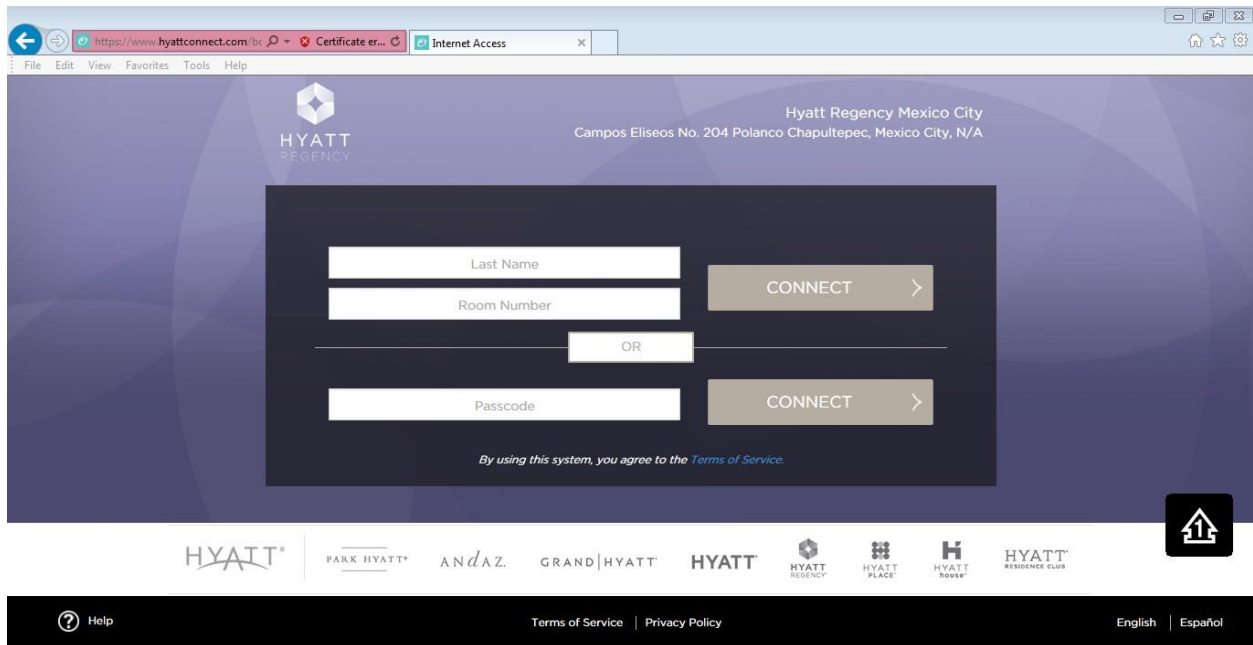 https://www.hyattconnect.com/bc
Certificate er...
Internet Access
File Edit View Favorites Tools Help
HYATT
REGENCY
Hyatt Regency Mexico City
Campos Eliseos No. 204 Polanco Chapultepec, Mexico City, N/A
Last Name
CONNECT
Room Number
OR
Passcode
CONNECT
By using this system, you agree to the Terms of Service.
1
HYATT®
PARK HYATT®
ANdAZ.
GRAND HYATT
HYATT
HYATT REGENCY
HYATT PLACE
HYATT house
HYATT RESIDENCE CLUB
Help
Terms of Service | Privacy Policy
English | Español